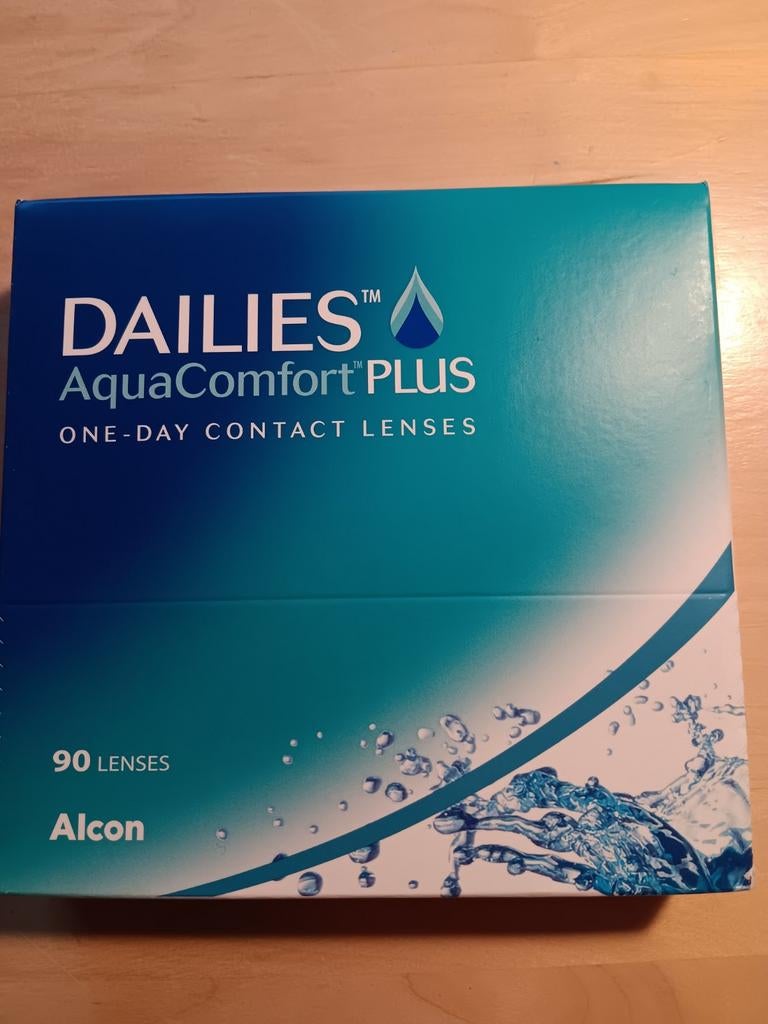 DAILIES™
AquaComfort™ PLUS
ONE-DAY CONTACT LENSES
90 LENSES
Alcon